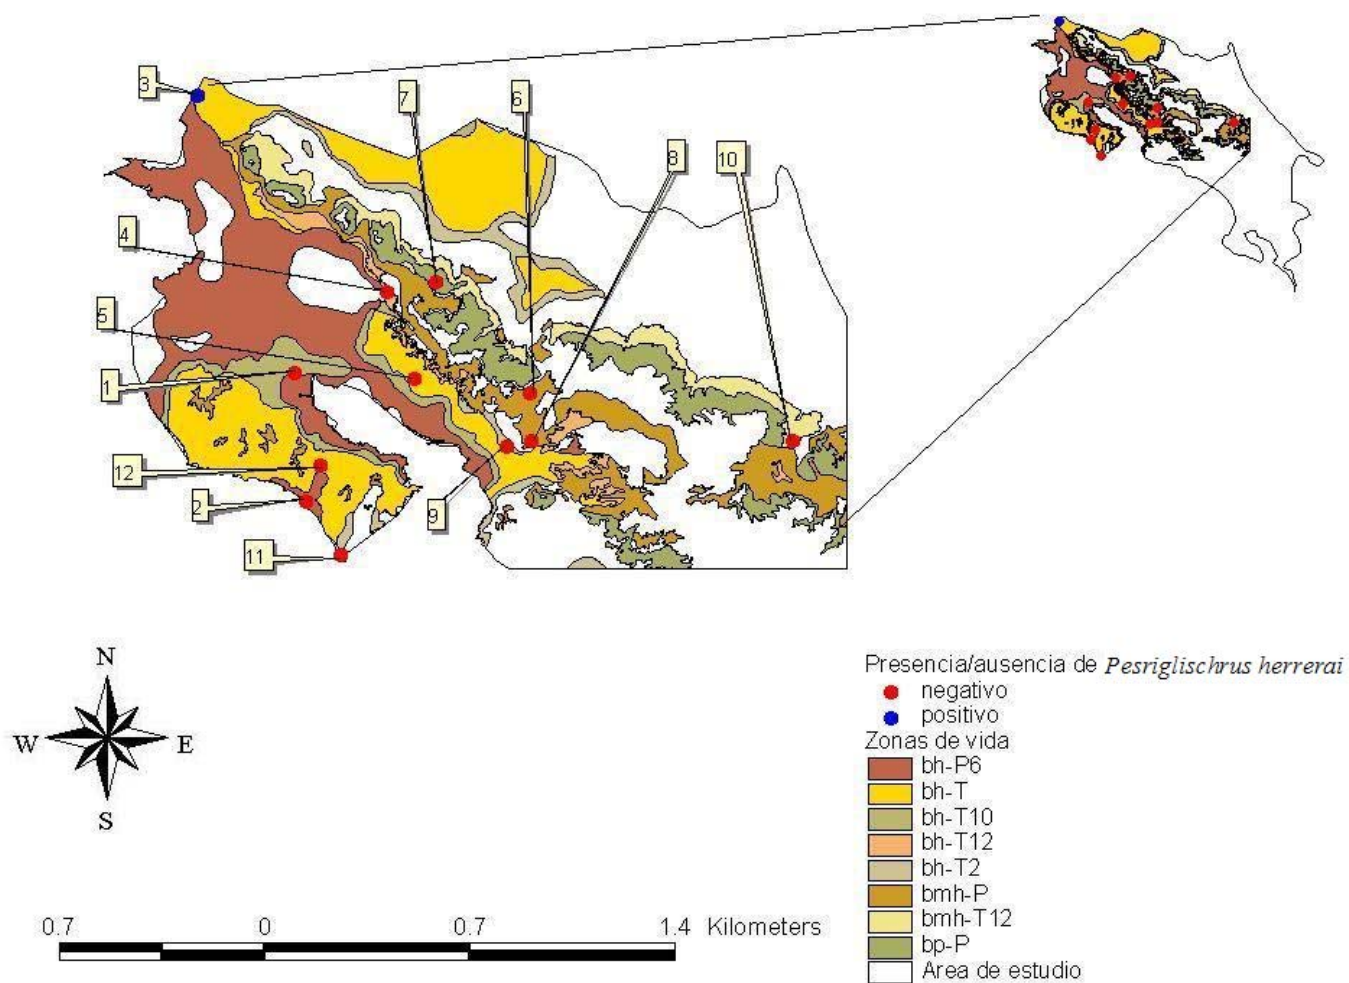 3
7
6
8
10
4
5
1
12
2
9
11
N
W
E
S
Presencia/ausencia de Pesriglischrus herrerai
negativo
positivo
Zonas de vida
bh-P6
bh-T
bh-T10
bh-T12
bh-T2
bmh-P
bmh-T12
bp-P
Area de estudio
0.7 0 0.7 1.4 Kilometers